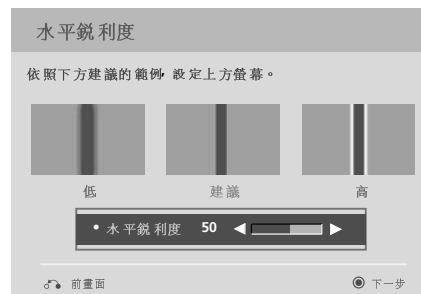 水平銳利度
依照下方建議的範例, 設定上方螢幕。
低 建議 高
• 水平銳利度 50
前畫面 下一步